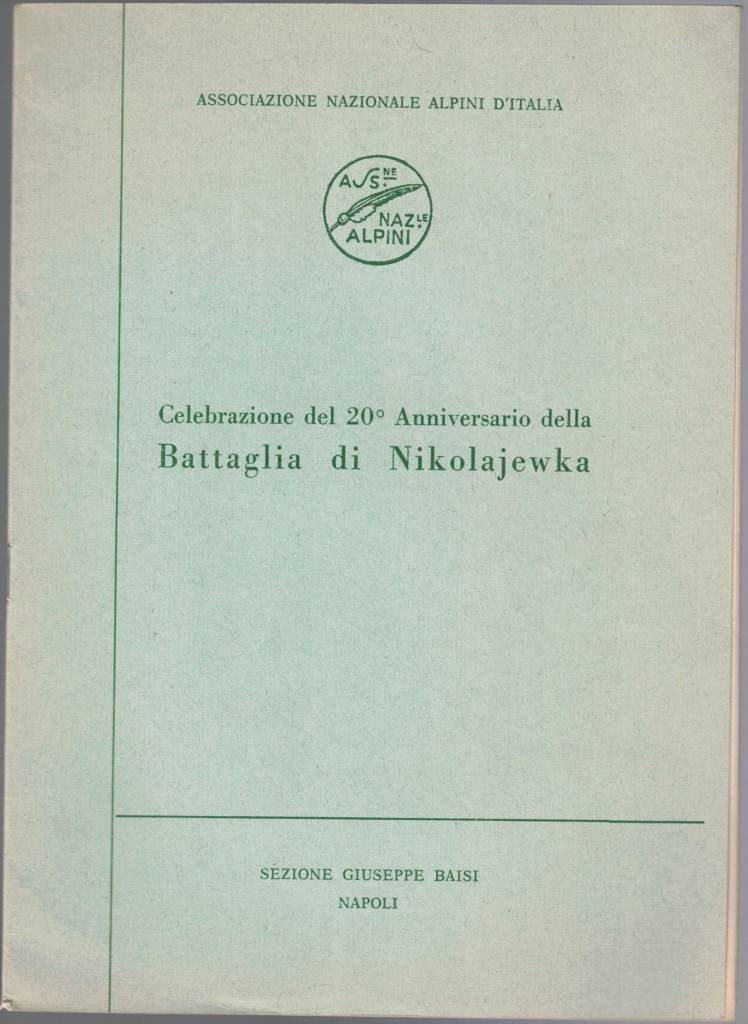 ASSOCIAZIONE NAZIONALE ALPINI D'ITALIA
ASS.NE
NAZ.LE
ALPINI
Celebrazione del 20° Anniversario della
Battaglia di Nikolajewka
SEZIONE GIUSEPPE BAISI
NAPOLI